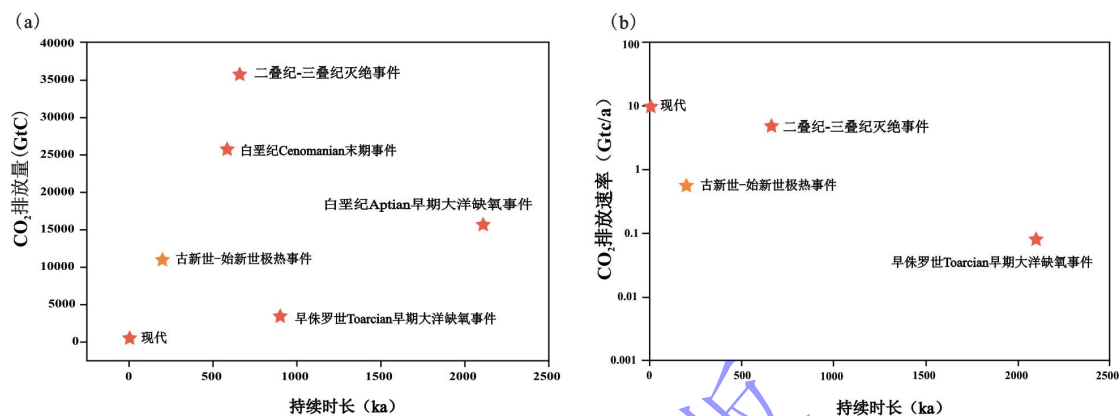 (a)
40000
35000
30000
25000
20000
15000
10000
5000
0
CO₂排放量(GtC)
二叠纪-三叠纪灭绝事件
白垩纪Cenomanian末期事件
白垩纪Aptian早期大洋缺氧事件
古新世-始新世极热事件
早侏罗世Toarcian早期大洋缺氧事件
现代
0 500 1000 1500 2000 2500
持续时长（ka）
(b)
100
10
1
0.1
0.01
0.001
CO₂排放速率（Gtc/a）
现代
二叠纪-三叠纪灭绝事件
古新世-始新世极热事件
早侏罗世Toarcian早期大洋缺氧事件
0 500 1000 1500 2000 2500
持续时长（ka）